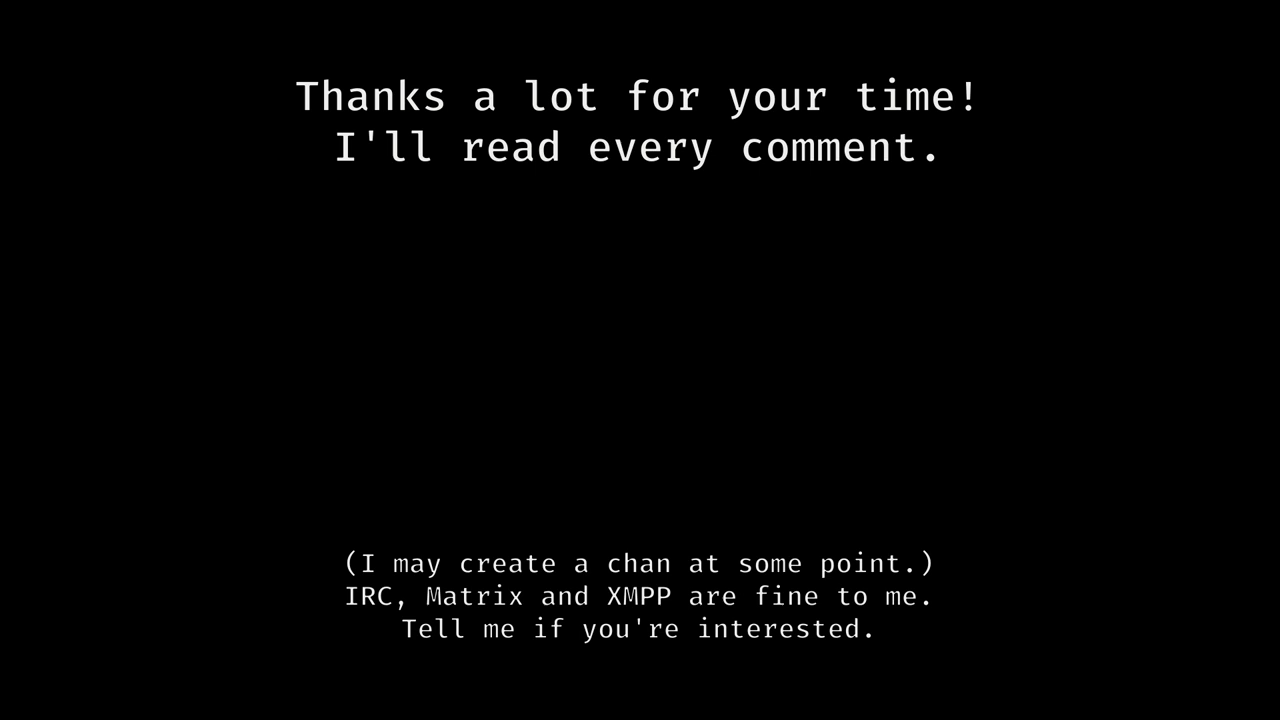 Thanks a lot for your time!
I'll read every comment.
(I may create a chan at some point.)
IRC, Matrix and XMPP are fine to me.
Tell me if you're interested.